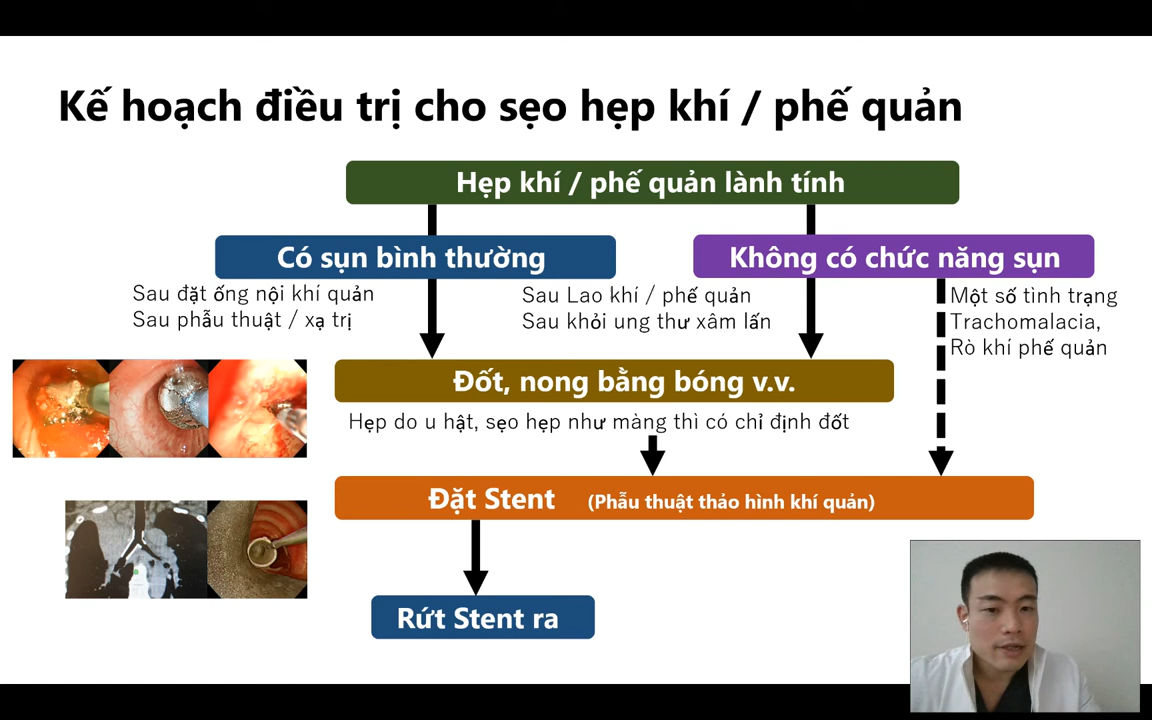 Kế hoạch điều trị cho sẹo hẹp khí / phế quản
Hẹp khí / phế quản lành tính
Có sụn bình thường
Không có chức năng sụn
Sau đặt ống nội khí quản
Sau phẫu thuật / xạ trị
Sau Lao khí / phế quản
Sau khỏi ung thư xâm lấn
Một số tình trạng
Trachomalacia,
Rò khí phế quản
Đốt, nong bằng bóng v.v.
Hẹp do u hật, sẹo hẹp như màng thì có chỉ định đốt
Đặt Stent (Phẫu thuật thảo hình khí quản)
Rứt Stent ra